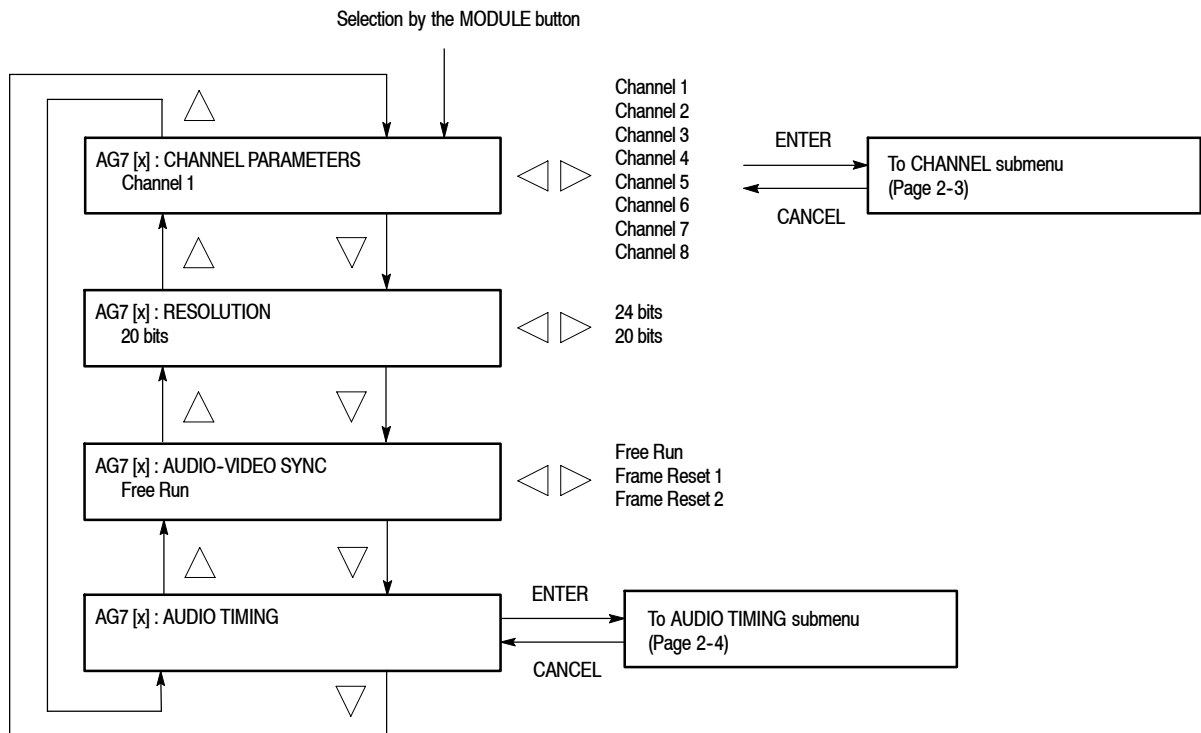 Selection by the MODULE button
AG7 [x] : CHANNEL PARAMETERS
Channel 1
Channel 1
Channel 2
Channel 3
Channel 4
Channel 5
Channel 6
Channel 7
Channel 8
ENTER
CANCEL
To CHANNEL submenu
(Page 2-3)
AG7 [x] : RESOLUTION
20 bits
24 bits
20 bits
AG7 [x] : AUDIO-VIDEO SYNC
Free Run
Free Run
Frame Reset 1
Frame Reset 2
AG7 [x] : AUDIO TIMING
ENTER
CANCEL
To AUDIO TIMING submenu
(Page 2-4)